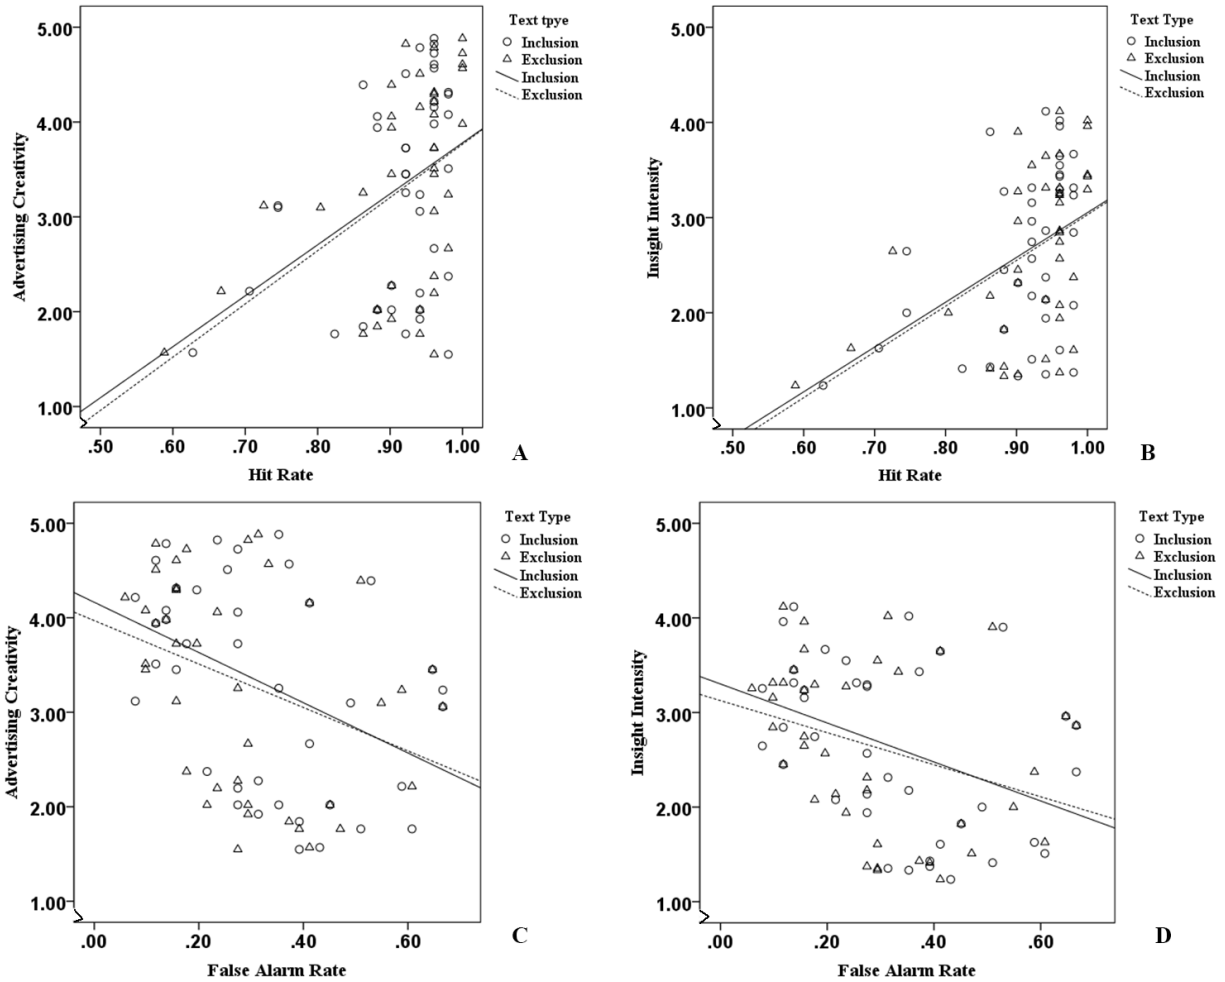 Text tpye
Inclusion
Exclusion
Inclusion
Exclusion
5.00
4.00
3.00
2.00
1.00
Advertising Creativity
.50 .60 .70 .80 .90 1.00
Hit Rate
A
Text Type
Inclusion
Exclusion
Inclusion
Exclusion
5.00
4.00
3.00
2.00
1.00
Insight Intensity
.50 .60 .70 .80 .90 1.00
Hit Rate
B
Text Type
Inclusion
Exclusion
Inclusion
Exclusion
5.00
4.00
3.00
2.00
1.00
Advertising Creativity
.00 .20 .40 .60
False Alarm Rate
C
Text Type
Inclusion
Exclusion
Inclusion
Exclusion
5.00
4.00
3.00
2.00
1.00
Insight Intensity
.00 .20 .40 .60
False Alarm Rate
D